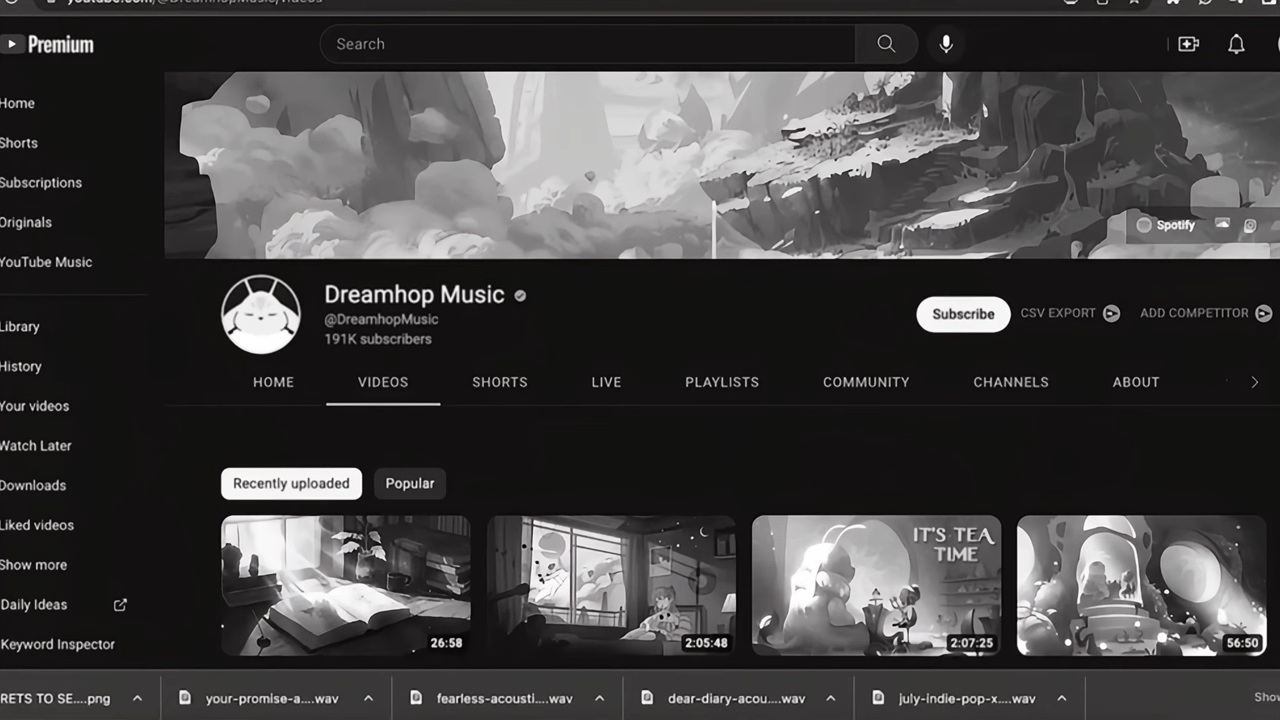 youtube.com/@DreamhopMusic/videos
Premium
Search
Home
Shorts
Subscriptions
Originals
YouTube Music
Library
History
Your videos
Watch Later
Downloads
Liked videos
Show more
Daily Ideas
Keyword Inspector
Spotify
Dreamhop Music
@DreamhopMusic
191K subscribers
Subscribe
CSV EXPORT
ADD COMPETITOR
HOME VIDEOS SHORTS LIVE PLAYLISTS COMMUNITY CHANNELS ABOUT
Recently uploaded Popular
IT'S TEA
TIME
26:58 2:05:48 2:07:25 56:50
RETS TO SE....png your-promise-a....wav fearless-acousti....wav dear-diary-acou....wav july-indie-pop-x....wav Show